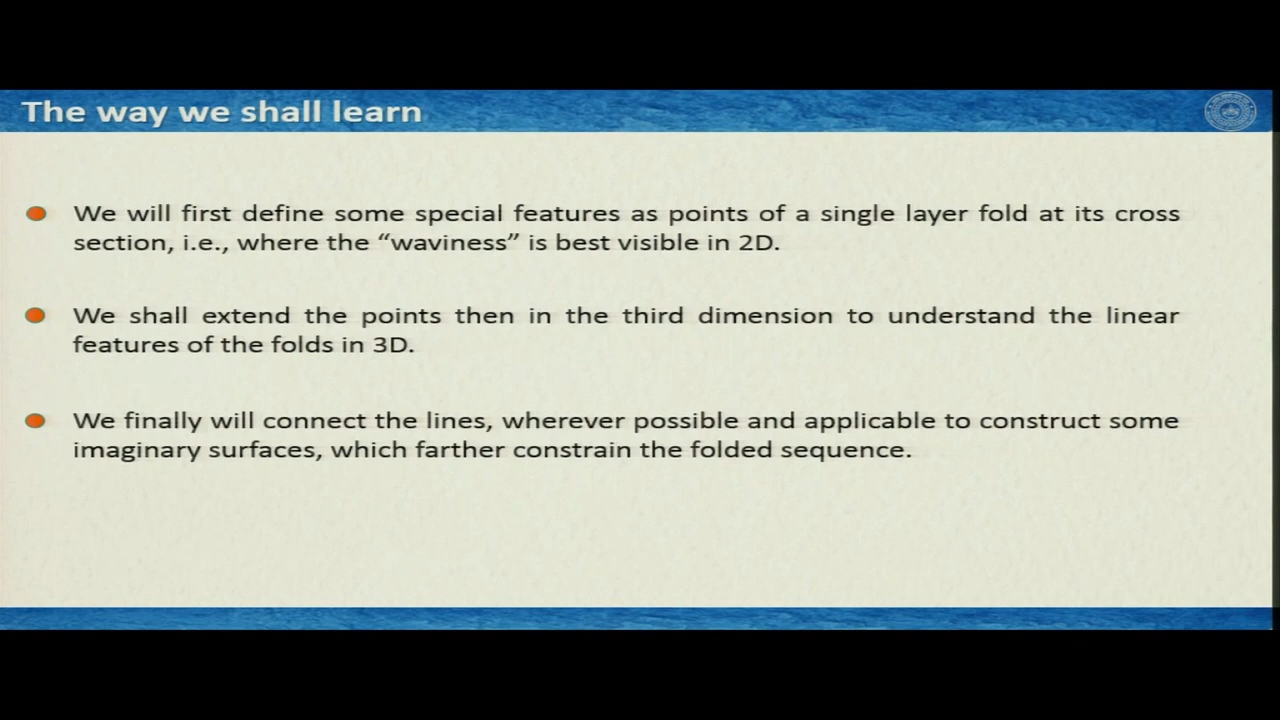 The way we shall learn
We will first define some special features as points of a single layer fold at its cross
section, i.e., where the “waviness” is best visible in 2D.
We shall extend the points then in the third dimension to understand the linear
features of the folds in 3D.
We finally will connect the lines, wherever possible and applicable to construct some
imaginary surfaces, which farther constrain the folded sequence.